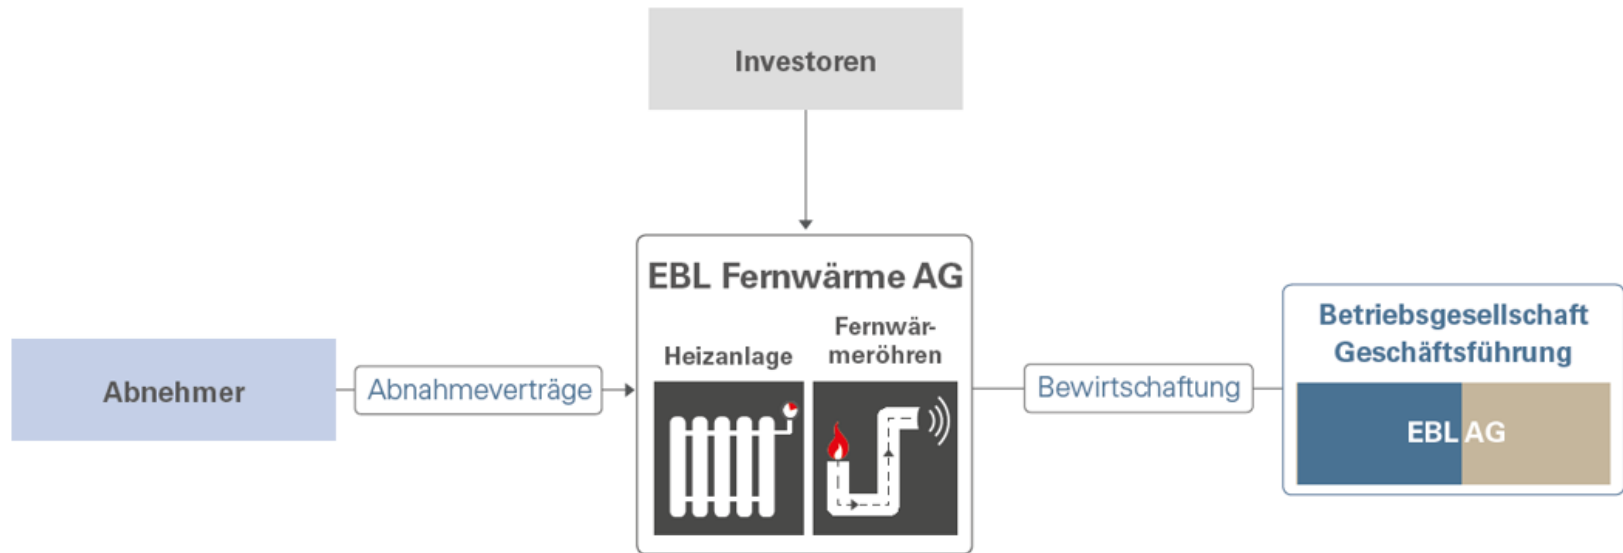 Investoren
EBL Fernwärme AG
Heizanlage
Fernwär-
meröhren
Abnehmer
Abnahmeverträge
Bewirtschaftung
Betriebsgesellschaft
Geschäftsführung
EBL AG